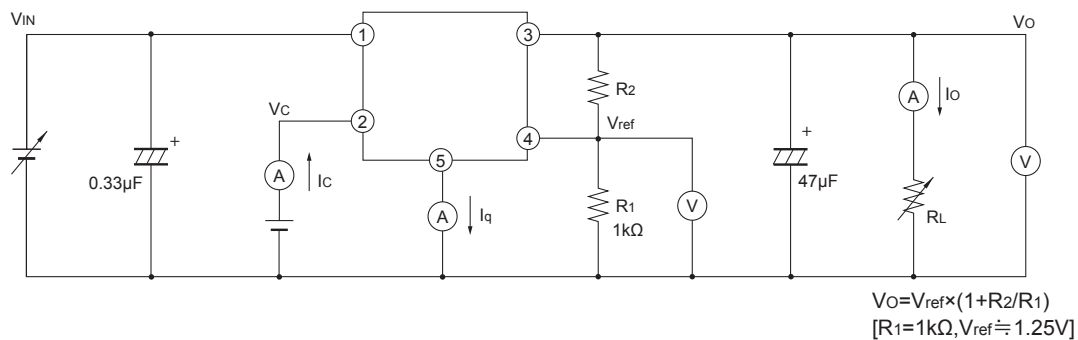 VIN
VO
1
3
R2
A
IO
VC
2
4
Vref
+
0.33µF
A
IC
5
A
Iq
R1
1kΩ
V
+
47µF
RL
V
VO=Vref×(1+R2/R1)
[R1=1kΩ,Vref≒1.25V]